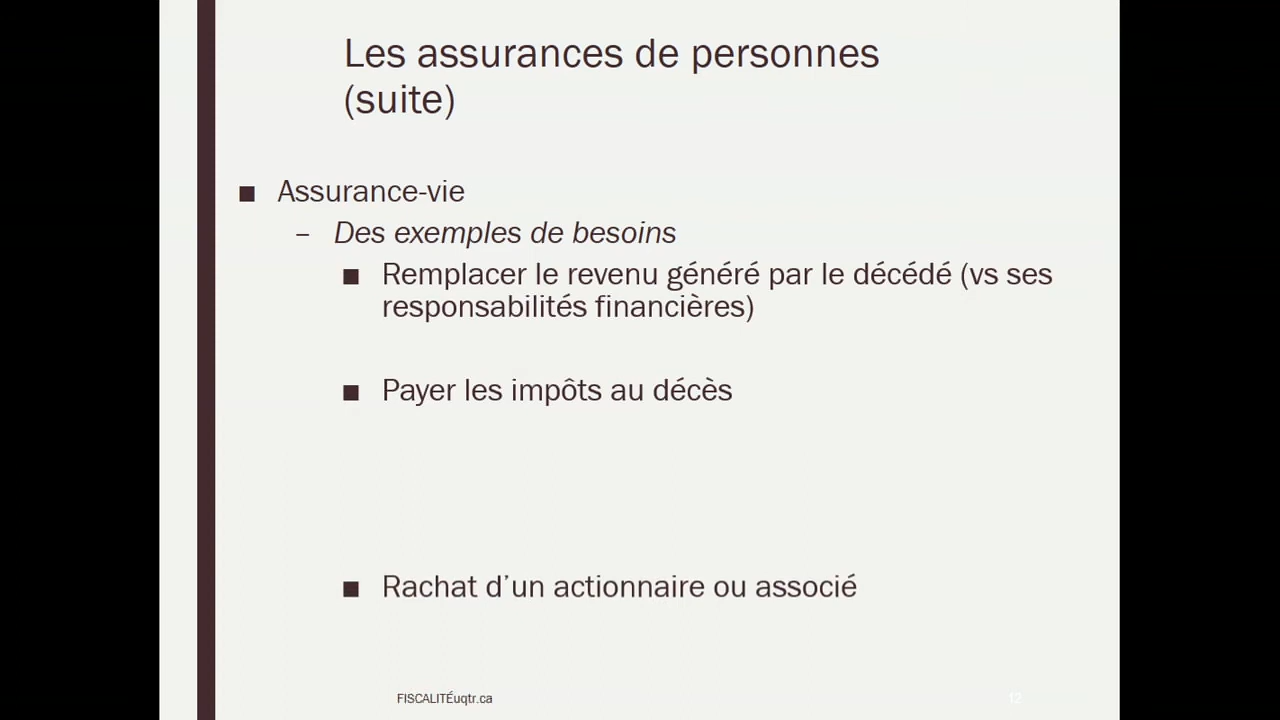 Les assurances de personnes
(suite)
■ Assurance-vie
– Des exemples de besoins
■ Remplacer le revenu généré par le décédé (vs ses
responsabilités financières)
■ Payer les impôts au décès
■ Rachat d’un actionnaire ou associé
FISCALITÉuqtr.ca
12